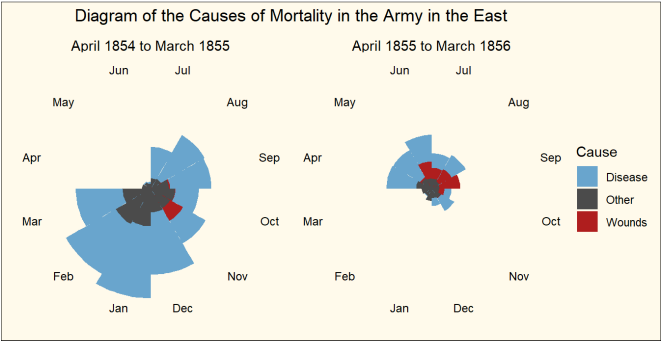 Diagram of the Causes of Mortality in the Army in the East
April 1854 to March 1855
Jun
Jul
May
Aug
Apr
Sep
Mar
Oct
Feb
Nov
Jan
Dec
April 1855 to March 1856
Jun
Jul
May
Aug
Apr
Sep
Mar
Oct
Feb
Nov
Jan
Dec
Cause
Disease
Other
Wounds